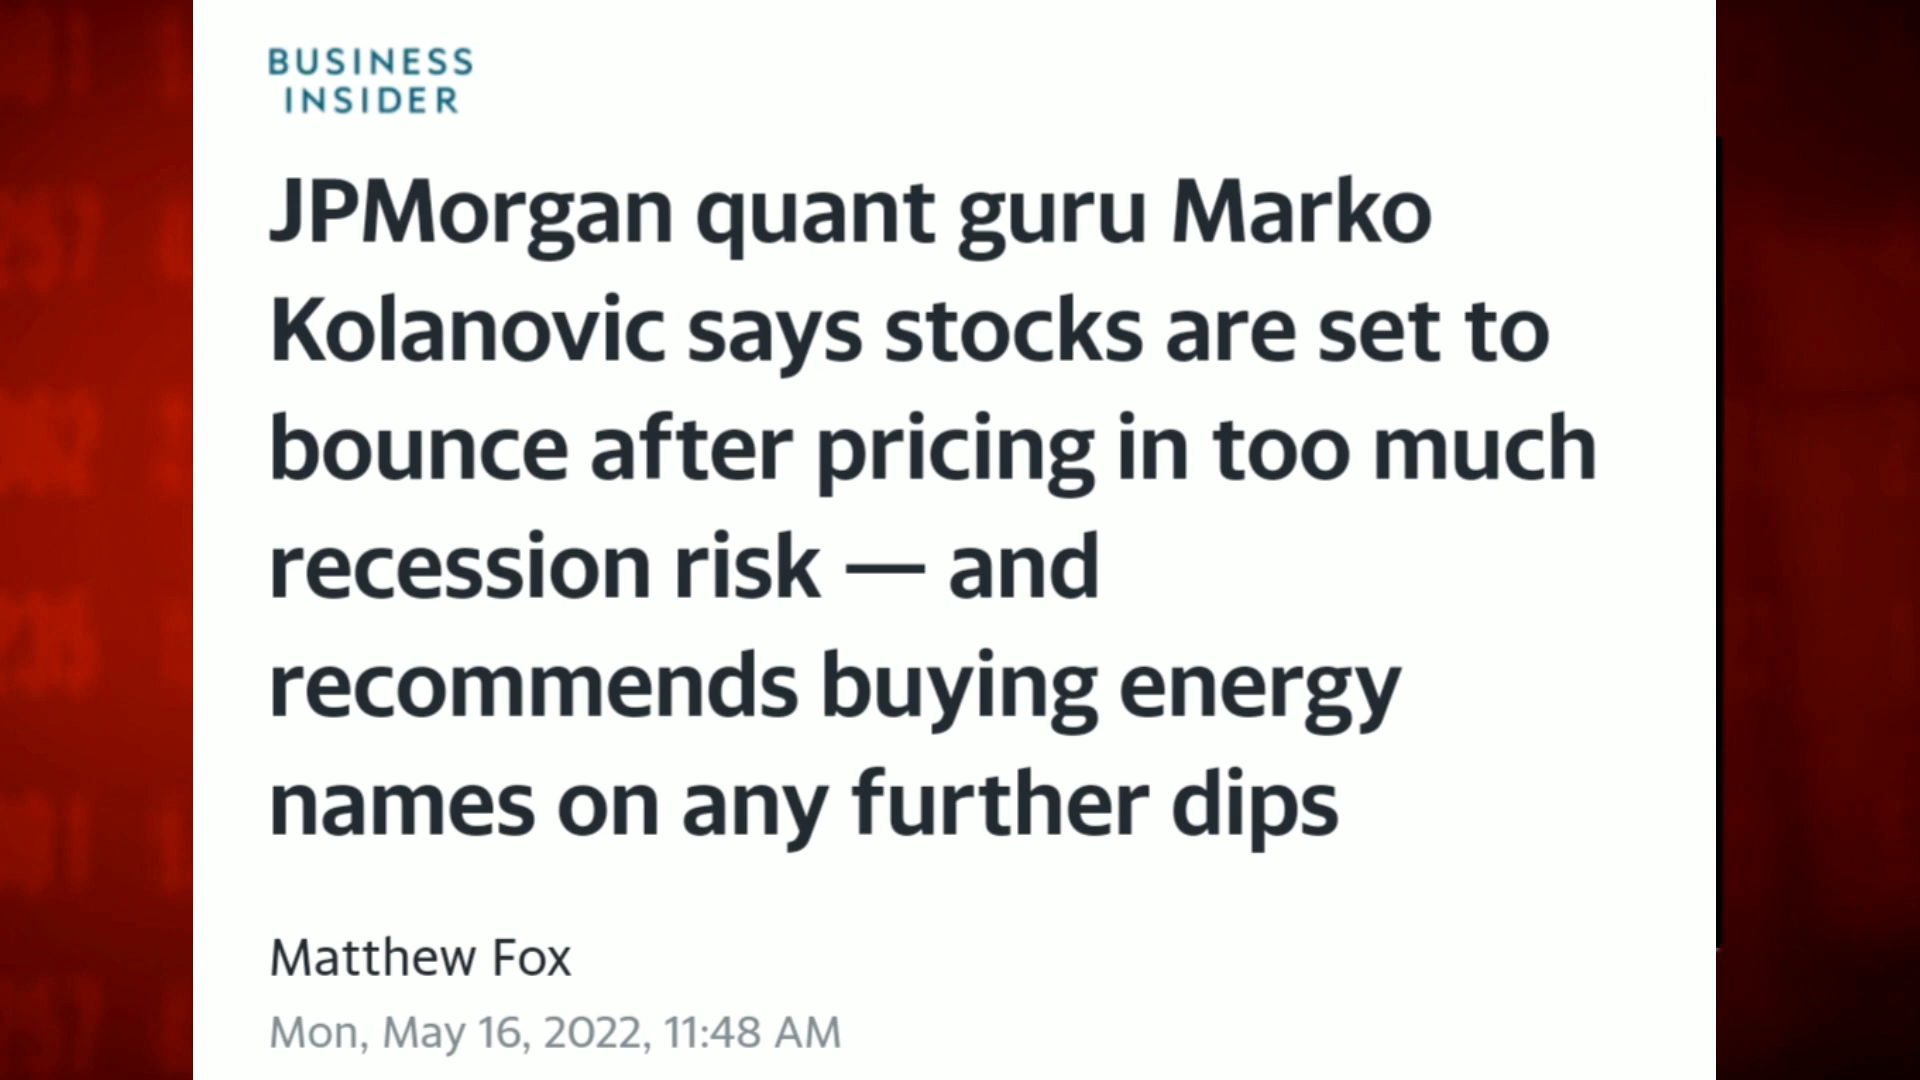 BUSINESS
INSIDER
JPMorgan quant guru Marko
Kolanovic says stocks are set to
bounce after pricing in too much
recession risk — and
recommends buying energy
names on any further dips
Matthew Fox
Mon, May 16, 2022, 11:48 AM